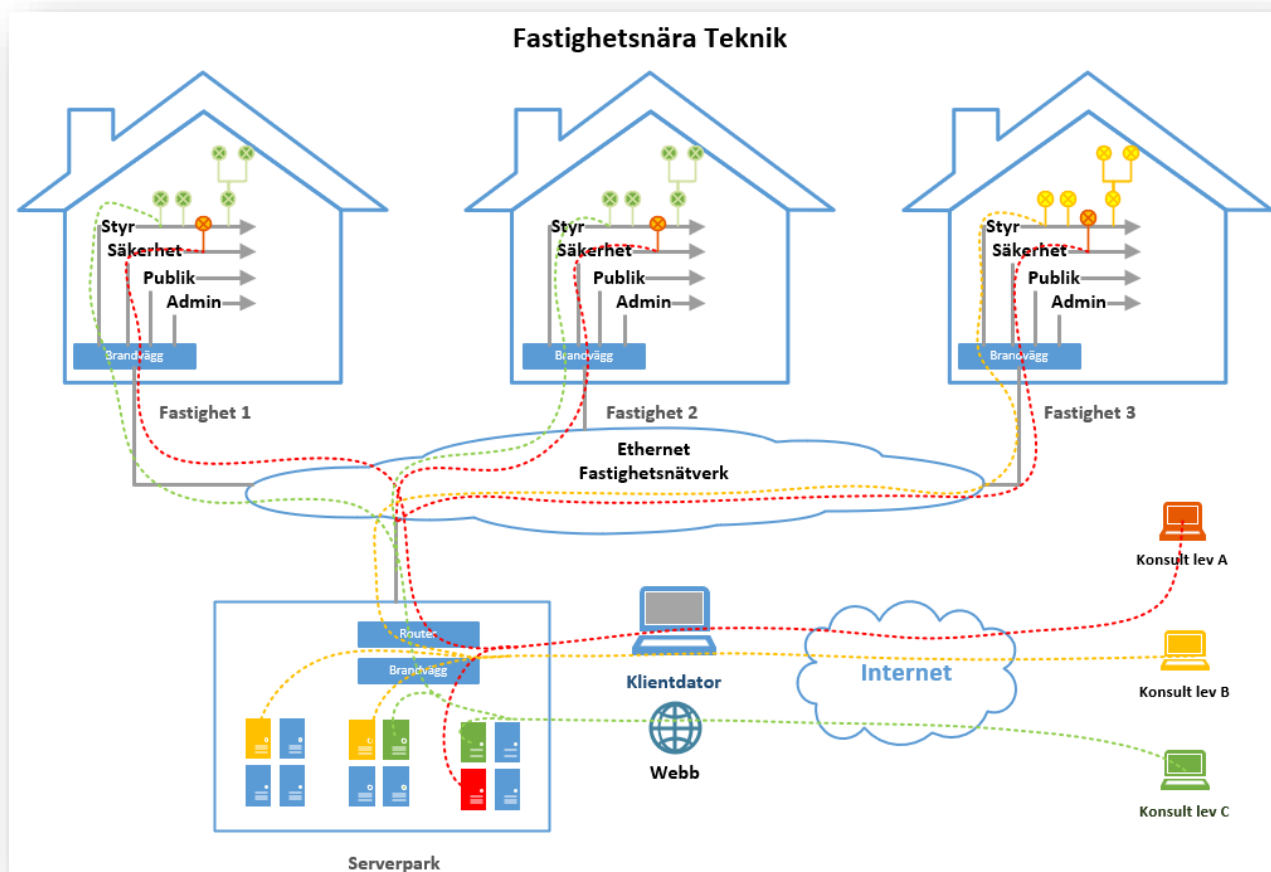 Fastighetsnära Teknik
Styr
Säkerhet
Publik
Admin
Brandvägg
Fastighet 1
Styr
Säkerhet
Publik
Admin
Brandvägg
Fastighet 2
Styr
Säkerhet
Publik
Admin
Brandvägg
Fastighet 3
Ethernet
Fastighetsnätverk
Konsult lev A
Router
Brandvägg
Klientdator
Internet
Konsult lev B
Webb
Konsult lev C
Serverpark